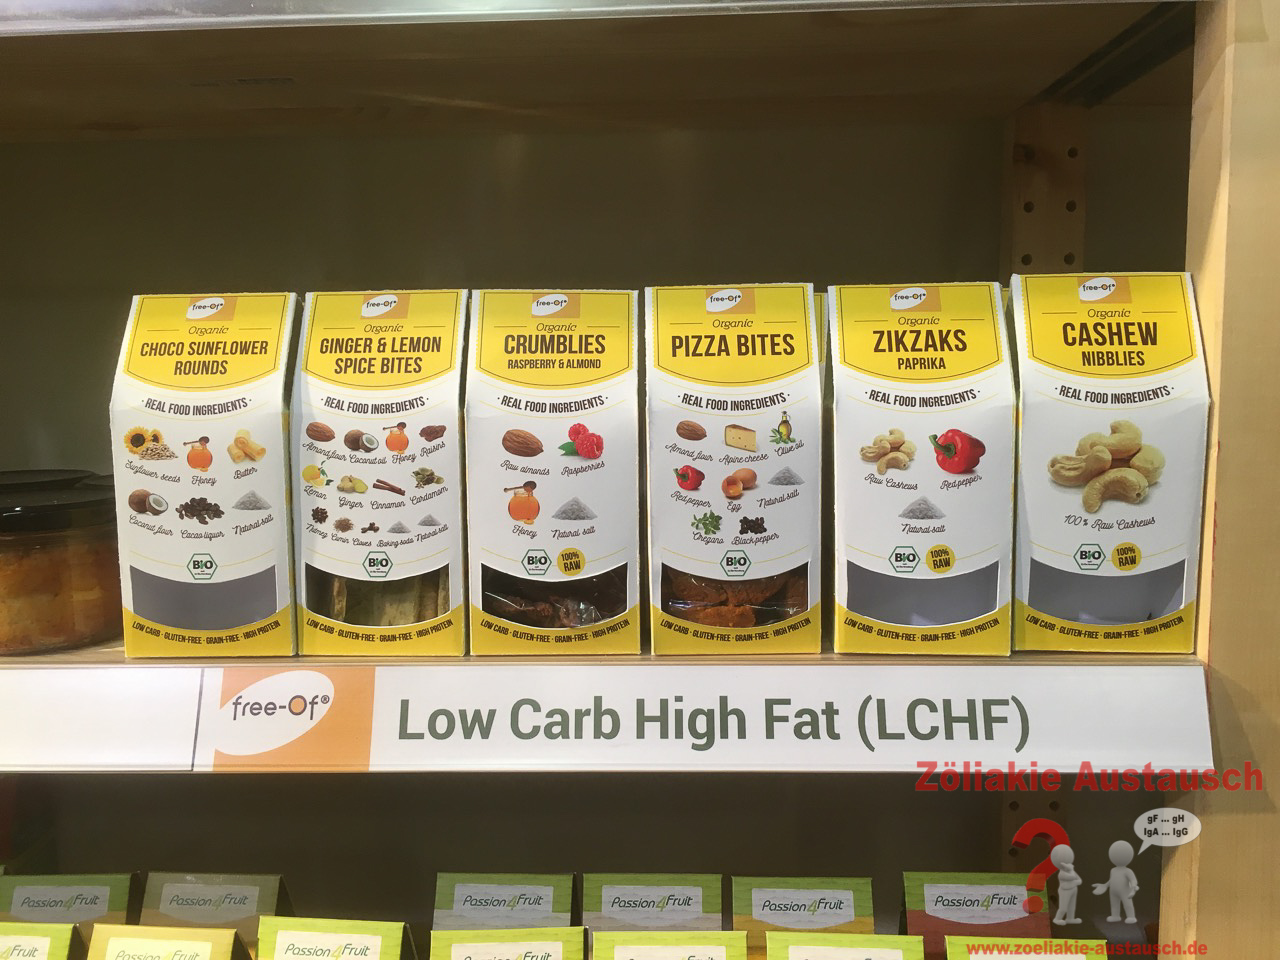 free-Of®
Organic
CHOCO SUNFLOWER
ROUNDS
· REAL FOOD INGREDIENTS ·
Sunflower seeds Honey Butter
Coconut flour Cacao liquor Natural salt
BIO
LOW CARB · GLUTEN-FREE · GRAIN-FREE · HIGH PROTEIN
free-Of®
Organic
GINGER & LEMON
SPICE BITES
· REAL FOOD INGREDIENTS ·
Almond flour Coconut oil Honey Raisins
Lemon Ginger Cinnamon Cardamom
Nutmeg Cumin Cloves Baking soda Natural salt
BIO
LOW CARB · GLUTEN-FREE · GRAIN-FREE · HIGH PROTEIN
free-Of®
Organic
CRUMBLIES
RASPBERRY & ALMOND
· REAL FOOD INGREDIENTS ·
Raw almonds Raspberries
Honey Natural salt
BIO
100%
RAW
LOW CARB · GLUTEN-FREE · GRAIN-FREE · HIGH PROTEIN
free-Of®
Organic
PIZZA BITES
· REAL FOOD INGREDIENTS ·
Almond flour Alpine cheese Olive oil
Red pepper Egg Natural salt
Oregano Black pepper
BIO
LOW CARB · GLUTEN-FREE · GRAIN-FREE · HIGH PROTEIN
free-Of®
Organic
ZIKZAKS
PAPRIKA
· REAL FOOD INGREDIENTS ·
Raw Cashews Red pepper
Natural salt
BIO
100%
RAW
LOW CARB · GLUTEN-FREE · GRAIN-FREE · HIGH PROTEIN
free-Of®
Organic
CASHEW
NIBBLIES
· REAL FOOD INGREDIENTS ·
100% Raw Cashews
BIO
100%
RAW
LOW CARB · GLUTEN-FREE · GRAIN-FREE · HIGH PROTEIN
free-Of®
Low Carb High Fat (LCHF)
Zöliakie Austausch
gF ... gH
IgA ... IgG
?
Passion4Fruit
Passion4Fruit
Passion4Fruit
Passion4Fruit
Passion4Fruit
Passion4Fruit
Passion4Fruit
www.zoeliakie-austausch.de